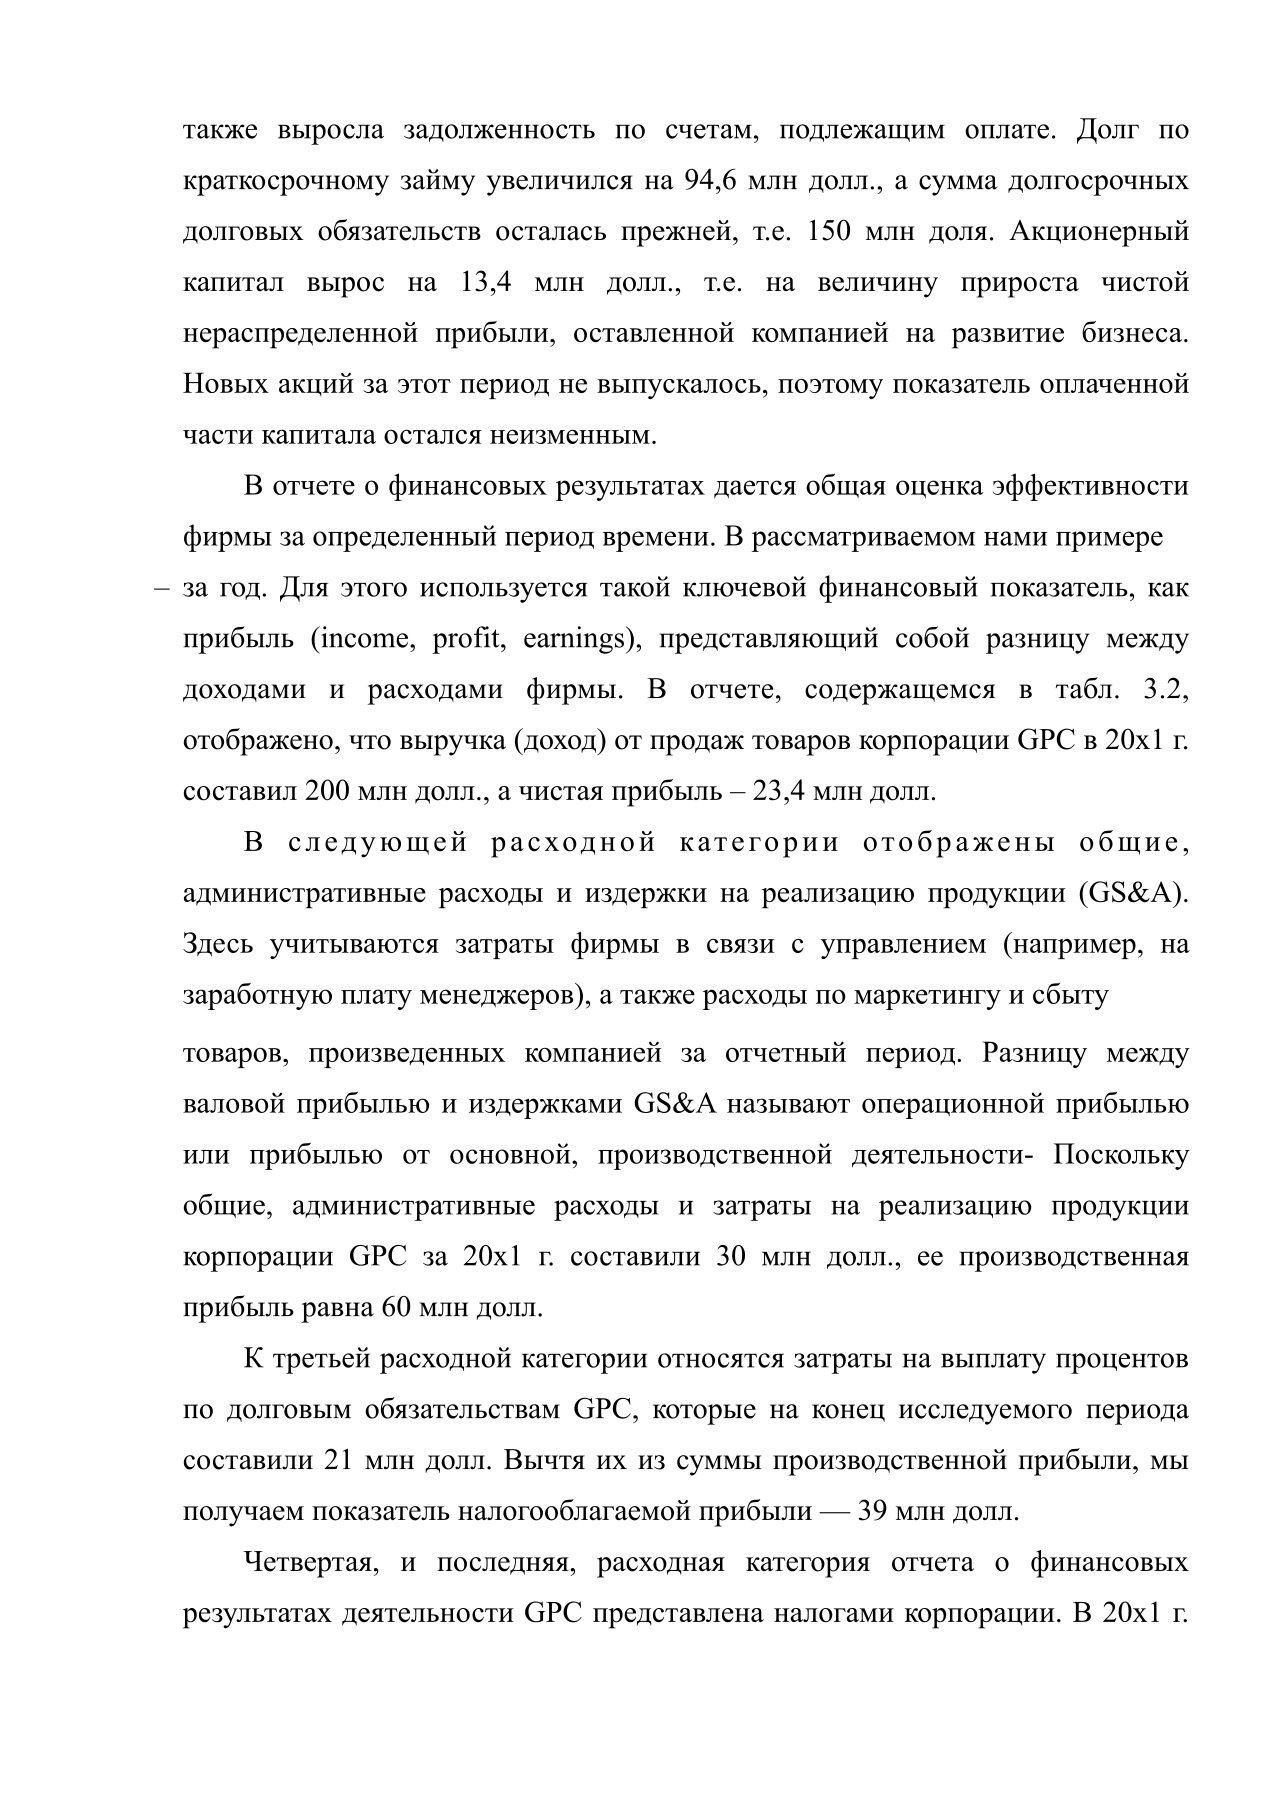 также выросла задолженность по счетам, подлежащим оплате. Долг по
краткосрочному займу увеличился на 94,6 млн долл., а сумма долгосрочных
долговых обязательств осталась прежней, т.е. 150 млн доля. Акционерный
капитал вырос на 13,4 млн долл., т.е. на величину прироста чистой
нераспределенной прибыли, оставленной компанией на развитие бизнеса.
Новых акций за этот период не выпускалось, поэтому показатель оплаченной
части капитала остался неизменным.
В отчете о финансовых результатах дается общая оценка эффективности
фирмы за определенный период времени. В рассматриваемом нами примере
– за год. Для этого используется такой ключевой финансовый показатель, как
прибыль (income, profit, earnings), представляющий собой разницу между
доходами и расходами фирмы. В отчете, содержащемся в табл. 3.2,
отображено, что выручка (доход) от продаж товаров корпорации GPC в 20x1 г.
составил 200 млн долл., а чистая прибыль – 23,4 млн долл.
В следующей расходной категории отображены общие,
административные расходы и издержки на реализацию продукции (GS&A).
Здесь учитываются затраты фирмы в связи с управлением (например, на
заработную плату менеджеров), а также расходы по маркетингу и сбыту
товаров, произведенных компанией за отчетный период. Разницу между
валовой прибылью и издержками GS&A называют операционной прибылью
или прибылью от основной, производственной деятельности- Поскольку
общие, административные расходы и затраты на реализацию продукции
корпорации GPC за 20x1 г. составили 30 млн долл., ее производственная
прибыль равна 60 млн долл.
К третьей расходной категории относятся затраты на выплату процентов
по долговым обязательствам GPC, которые на конец исследуемого периода
составили 21 млн долл. Вычтя их из суммы производственной прибыли, мы
получаем показатель налогооблагаемой прибыли — 39 млн долл.
Четвертая, и последняя, расходная категория отчета о финансовых
результатах деятельности GPC представлена налогами корпорации. В 20x1 г.